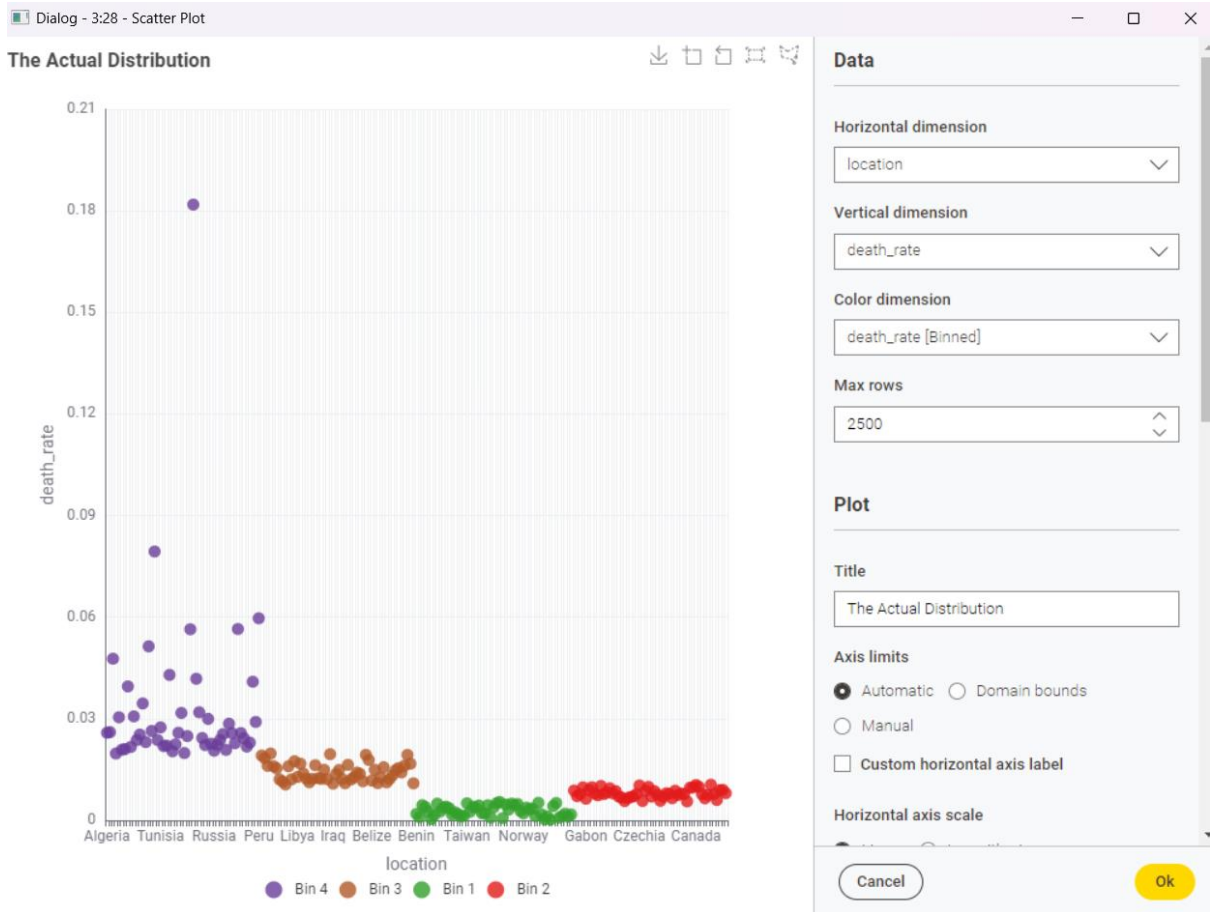 Dialog - 3:28 - Scatter Plot
The Actual Distribution
0.21
0.18
0.15
0.12
0.09
0.06
0.03
0
death_rate
Algeria Tunisia Russia Peru Libya Iraq Belize Benin Taiwan Norway Gabon Czechia Canada
location
Bin 4 Bin 3 Bin 1 Bin 2
Data
Horizontal dimension
location
Vertical dimension
death_rate
Color dimension
death_rate [Binned]
Max rows
2500
Plot
Title
The Actual Distribution
Axis limits
Automatic Domain bounds
Manual
Custom horizontal axis label
Horizontal axis scale
Cancel Ok